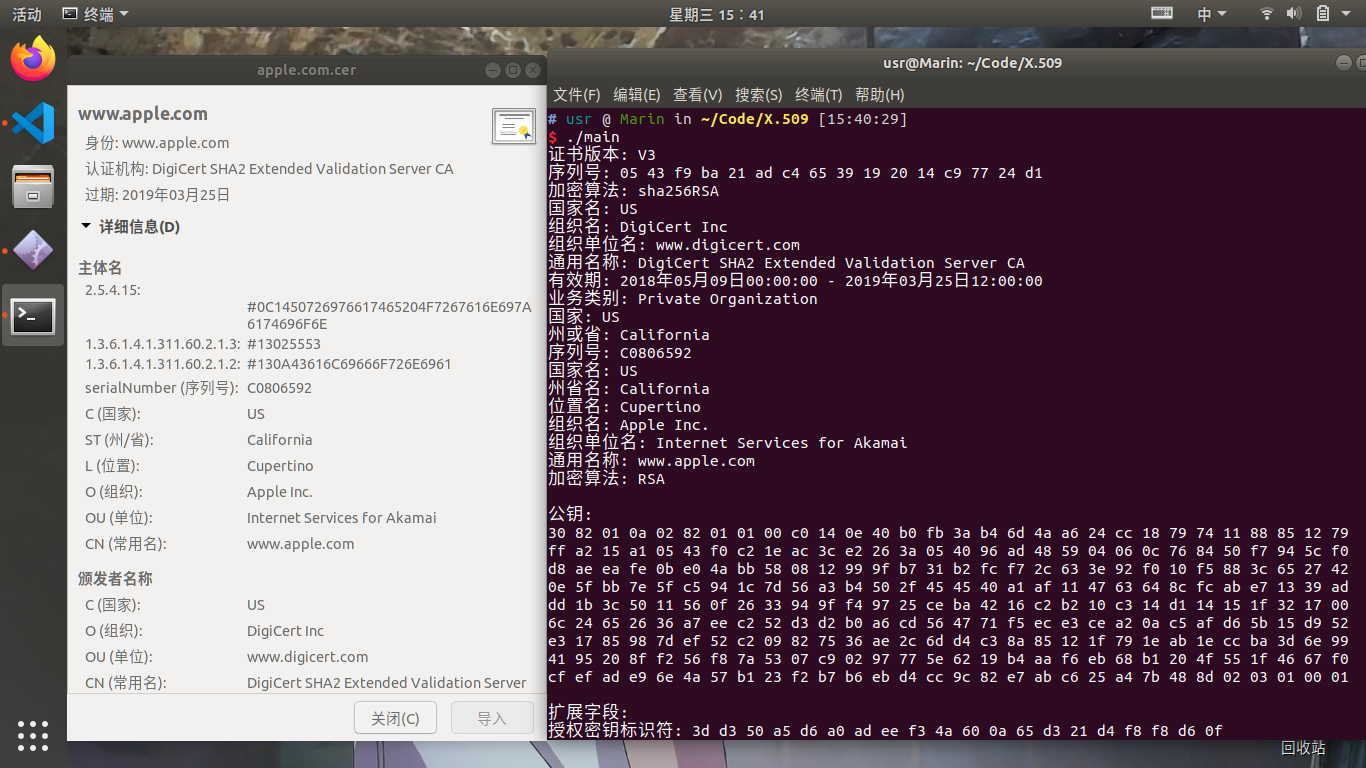 活动
终端
星期三 15：41
中
apple.com.cer
www.apple.com
身份: www.apple.com
认证机构: DigiCert SHA2 Extended Validation Server CA
过期: 2019年03月25日
详细信息(D)
主体名
2.5.4.15:
#0C1450726976617465204F7267616E697A
6174696F6E
1.3.6.1.4.1.311.60.2.1.3: #13025553
1.3.6.1.4.1.311.60.2.1.2: #130A43616C69666F726E6961
serialNumber (序列号): C0806592
C (国家): US
ST (州/省): California
L (位置): Cupertino
O (组织): Apple Inc.
OU (单位): Internet Services for Akamai
CN (常用名): www.apple.com
颁发者名称
C (国家): US
O (组织): DigiCert Inc
OU (单位): www.digicert.com
CN (常用名): DigiCert SHA2 Extended Validation Server
关闭(C)
导入
usr@Marin: ~/Code/X.509
文件(F) 编辑(E) 查看(V) 搜索(S) 终端(T) 帮助(H)
# usr @ Marin in ~/Code/X.509 [15:40:29]
$ ./main
证书版本: V3
序列号: 05 43 f9 ba 21 ad c4 65 39 19 20 14 c9 77 24 d1
加密算法: sha256RSA
国家名: US
组织名: DigiCert Inc
组织单位名: www.digicert.com
通用名称: DigiCert SHA2 Extended Validation Server CA
有效期: 2018年05月09日00:00:00 - 2019年03月25日12:00:00
业务类别: Private Organization
国家: US
州或省: California
序列号: C0806592
国家名: US
州省名: California
位置名: Cupertino
组织名: Apple Inc.
组织单位名: Internet Services for Akamai
通用名称: www.apple.com
加密算法: RSA
公钥:
30 82 01 0a 02 82 01 01 00 c0 14 0e 40 b0 fb 3a b4 6d 4a a6 24 cc 18 79 74 11 88 85 12 79
ff a2 15 a1 05 43 f0 c2 1e ac 3c e2 26 3a 05 40 96 ad 48 59 04 06 0c 76 84 50 f7 94 5c f0
d8 ae ea fe 0b e0 4a bb 58 08 12 99 9f b7 31 b2 fc f7 2c 63 3e 92 f0 10 f5 88 3c 65 27 42
0e 5f bb 7e 5f c5 94 1c 7d 56 a3 b4 50 2f 45 45 40 a1 af 11 47 63 64 8c fc ab e7 13 39 ad
dd 1b 3c 50 11 56 0f 26 33 94 9f f4 97 25 ce ba 42 16 c2 b2 10 c3 14 d1 14 15 1f 32 17 00
6c 24 65 26 36 a7 ee c2 52 d3 d2 b0 a6 cd 56 47 71 f5 ec e3 ce a2 0a c5 af d6 5b 15 d9 52
e3 17 85 98 7d ef 52 c2 09 82 75 36 ae 2c 6d d4 c3 8a 85 12 1f 79 1e ab 1e cc ba 3d 6e 99
41 95 20 8f f2 56 f8 7a 53 07 c9 02 97 77 5e 62 19 b4 aa f6 eb 68 b1 20 4f 55 1f 46 67 f0
cf ef ad e9 6e 4a 57 b1 23 f2 b7 b6 eb d4 cc 9c 82 e7 ab c6 25 a4 7b 48 8d 02 03 01 00 01
扩展字段:
授权密钥标识符: 3d d3 50 a5 d6 a0 ad ee f3 4a 60 0a 65 d3 21 d4 f8 f8 d6 0f
回收站